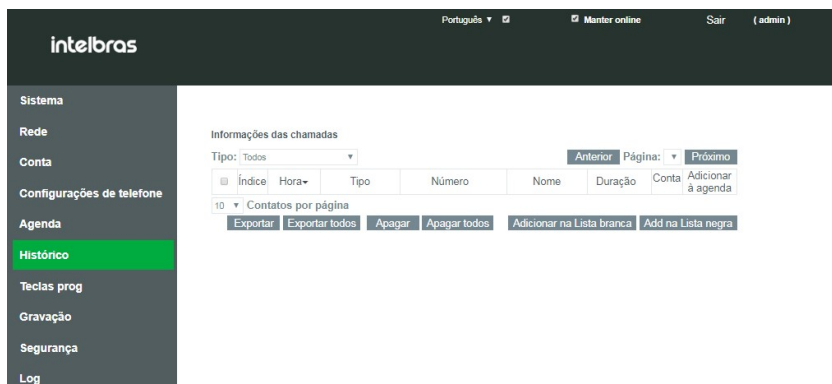 Português Manter online Sair ( admin )
intelbras
Sistema
Rede
Conta
Configurações de telefone
Agenda
Histórico
Teclas prog
Gravação
Segurança
Log
Informações das chamadas
Tipo: Todos Anterior Página: Próximo
Índice Hora Tipo Número Nome Duração Conta Adicionar à agenda
10 Contatos por página
Exportar Exportar todos Apagar Apagar todos Adicionar na Lista branca Add na Lista negra